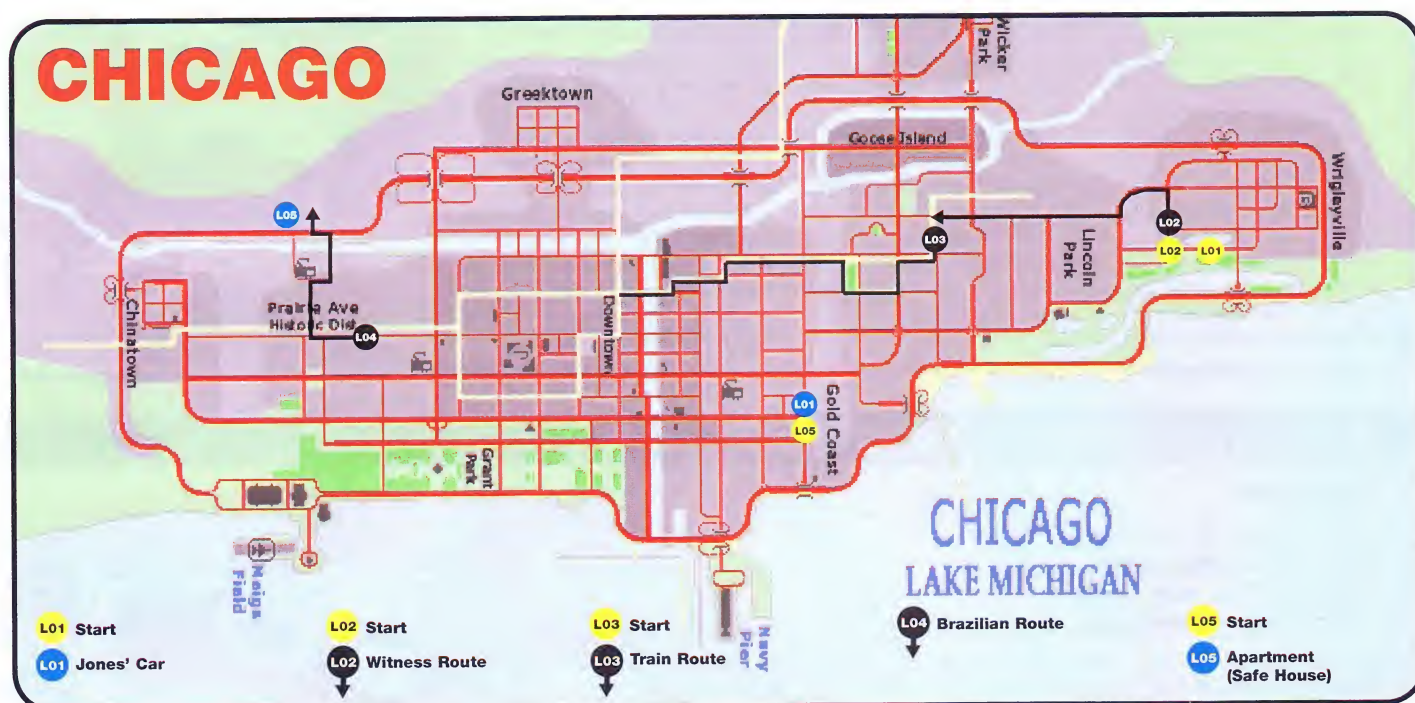 CHICAGO
Wicker
Park
Greektown
Goose Island
Wrigleyville
L05
L02
L03
L02
L01
Lincoln
Park
Prairie Ave
Historic Dist
L04
Chinatown
Downtown
L01
L05
Gold Coast
Grant
Park
CHICAGO
LAKE MICHIGAN
Meigs
Field
Navy
Pier
L01 Start
L01 Jones' Car
L02 Start
L02 Witness Route
L03 Start
L03 Train Route
L04 Brazilian Route
L05 Start
L05 Apartment
(Safe House)